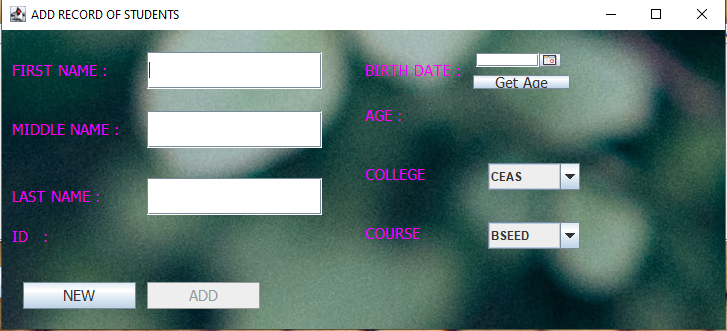 ADD RECORD OF STUDENTS
FIRST NAME :
MIDDLE NAME :
LAST NAME :
ID :
NEW
ADD
BIRTH DATE :
Get Age
AGE :
COLLEGE
CEAS
COURSE
BSEED